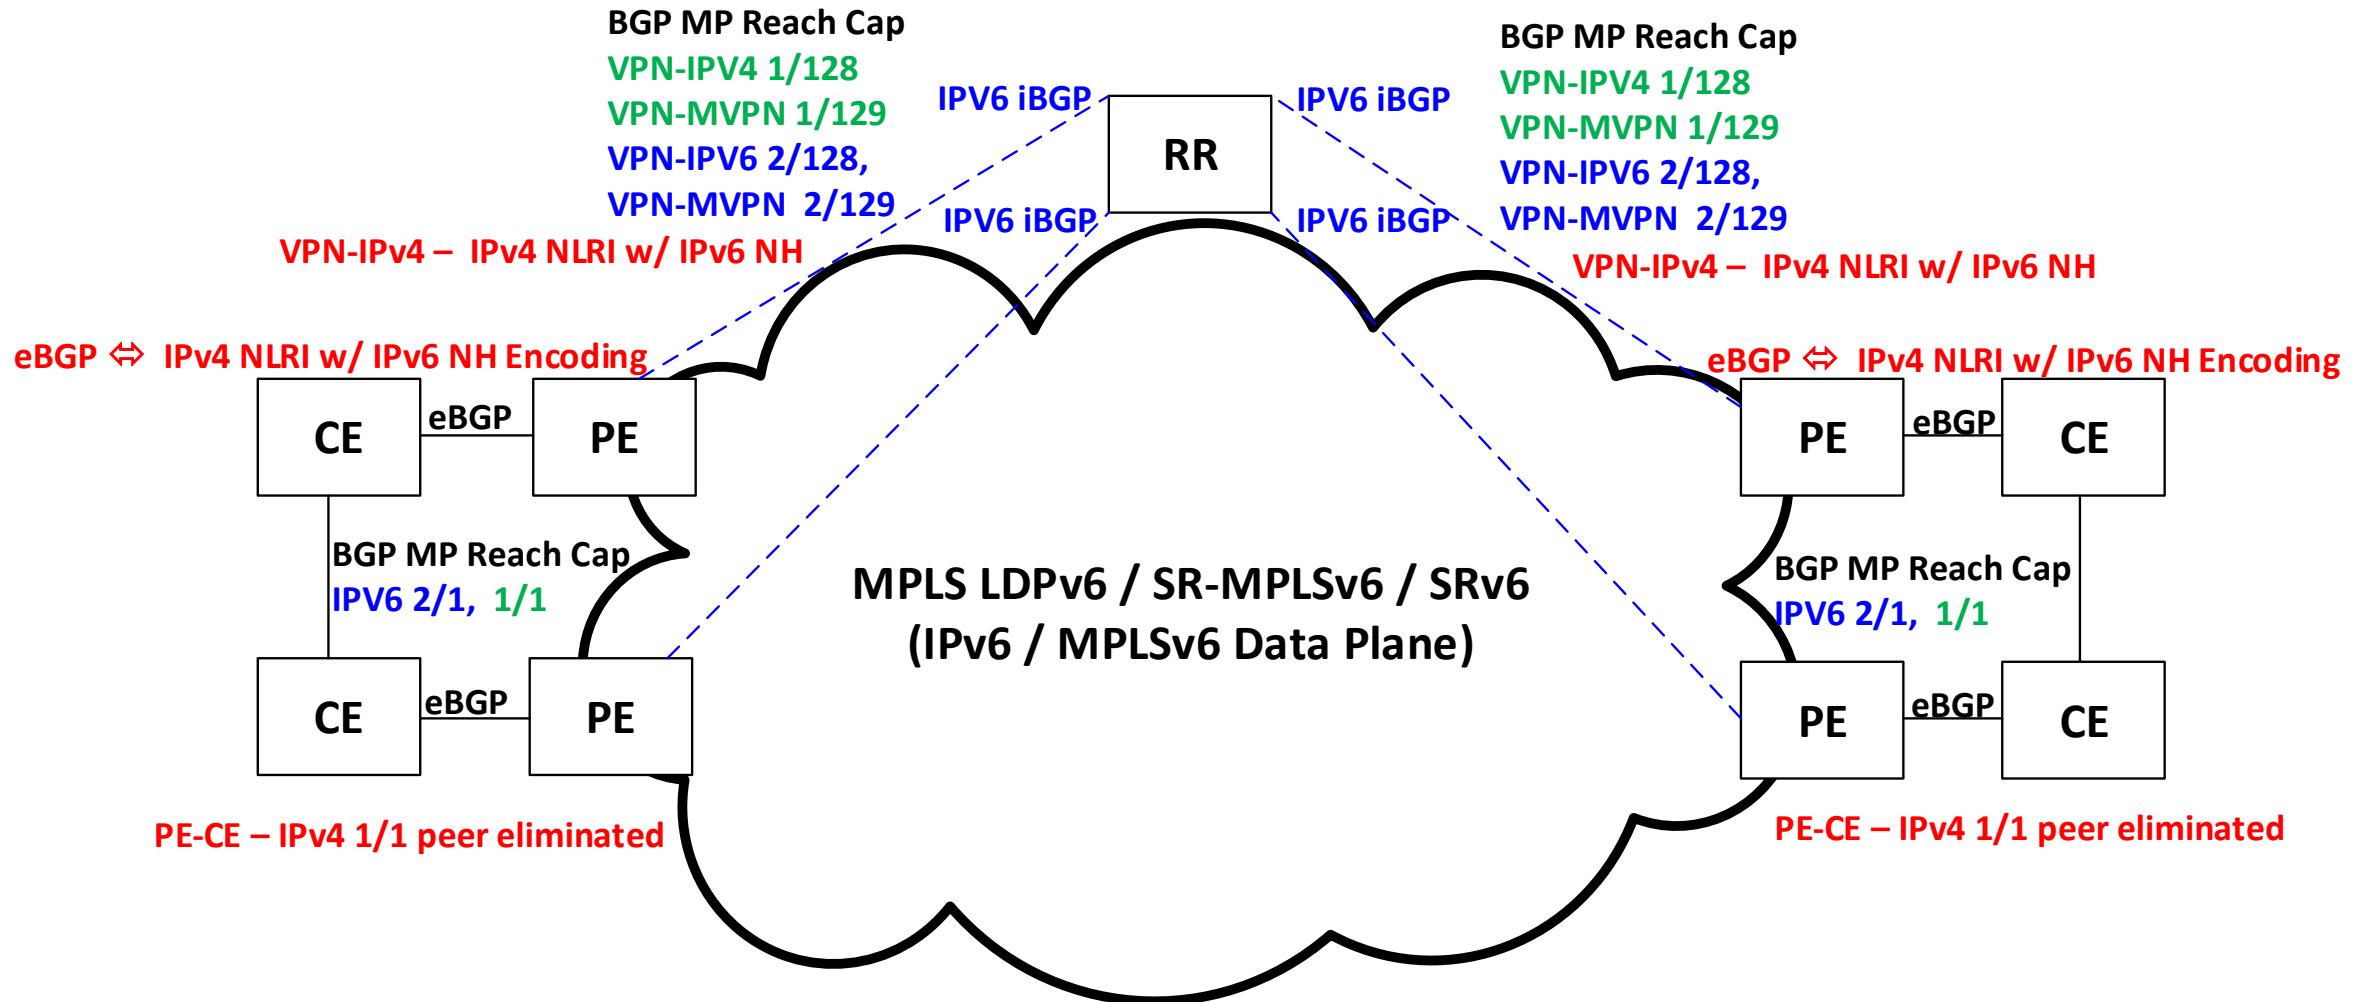 BGP MP Reach Cap
VPN-IPV4 1/128
VPN-MVPN 1/129
VPN-IPV6 2/128,
VPN-MVPN 2/129
VPN-IPv4 – IPv4 NLRI w/ IPv6 NH
IPV6 iBGP
IPV6 iBGP
RR
IPV6 iBGP
IPV6 iBGP
BGP MP Reach Cap
VPN-IPV4 1/128
VPN-MVPN 1/129
VPN-IPV6 2/128,
VPN-MVPN 2/129
VPN-IPv4 – IPv4 NLRI w/ IPv6 NH
eBGP ⇔ IPv4 NLRI w/ IPv6 NH Encoding
CE
eBGP
PE
BGP MP Reach Cap
IPV6 2/1, 1/1
CE
eBGP
PE
PE-CE – IPv4 1/1 peer eliminated
MPLS LDPv6 / SR-MPLSv6 / SRv6
(IPv6 / MPLSv6 Data Plane)
eBGP ⇔ IPv4 NLRI w/ IPv6 NH Encoding
PE
eBGP
CE
BGP MP Reach Cap
IPV6 2/1, 1/1
PE
eBGP
CE
PE-CE – IPv4 1/1 peer eliminated